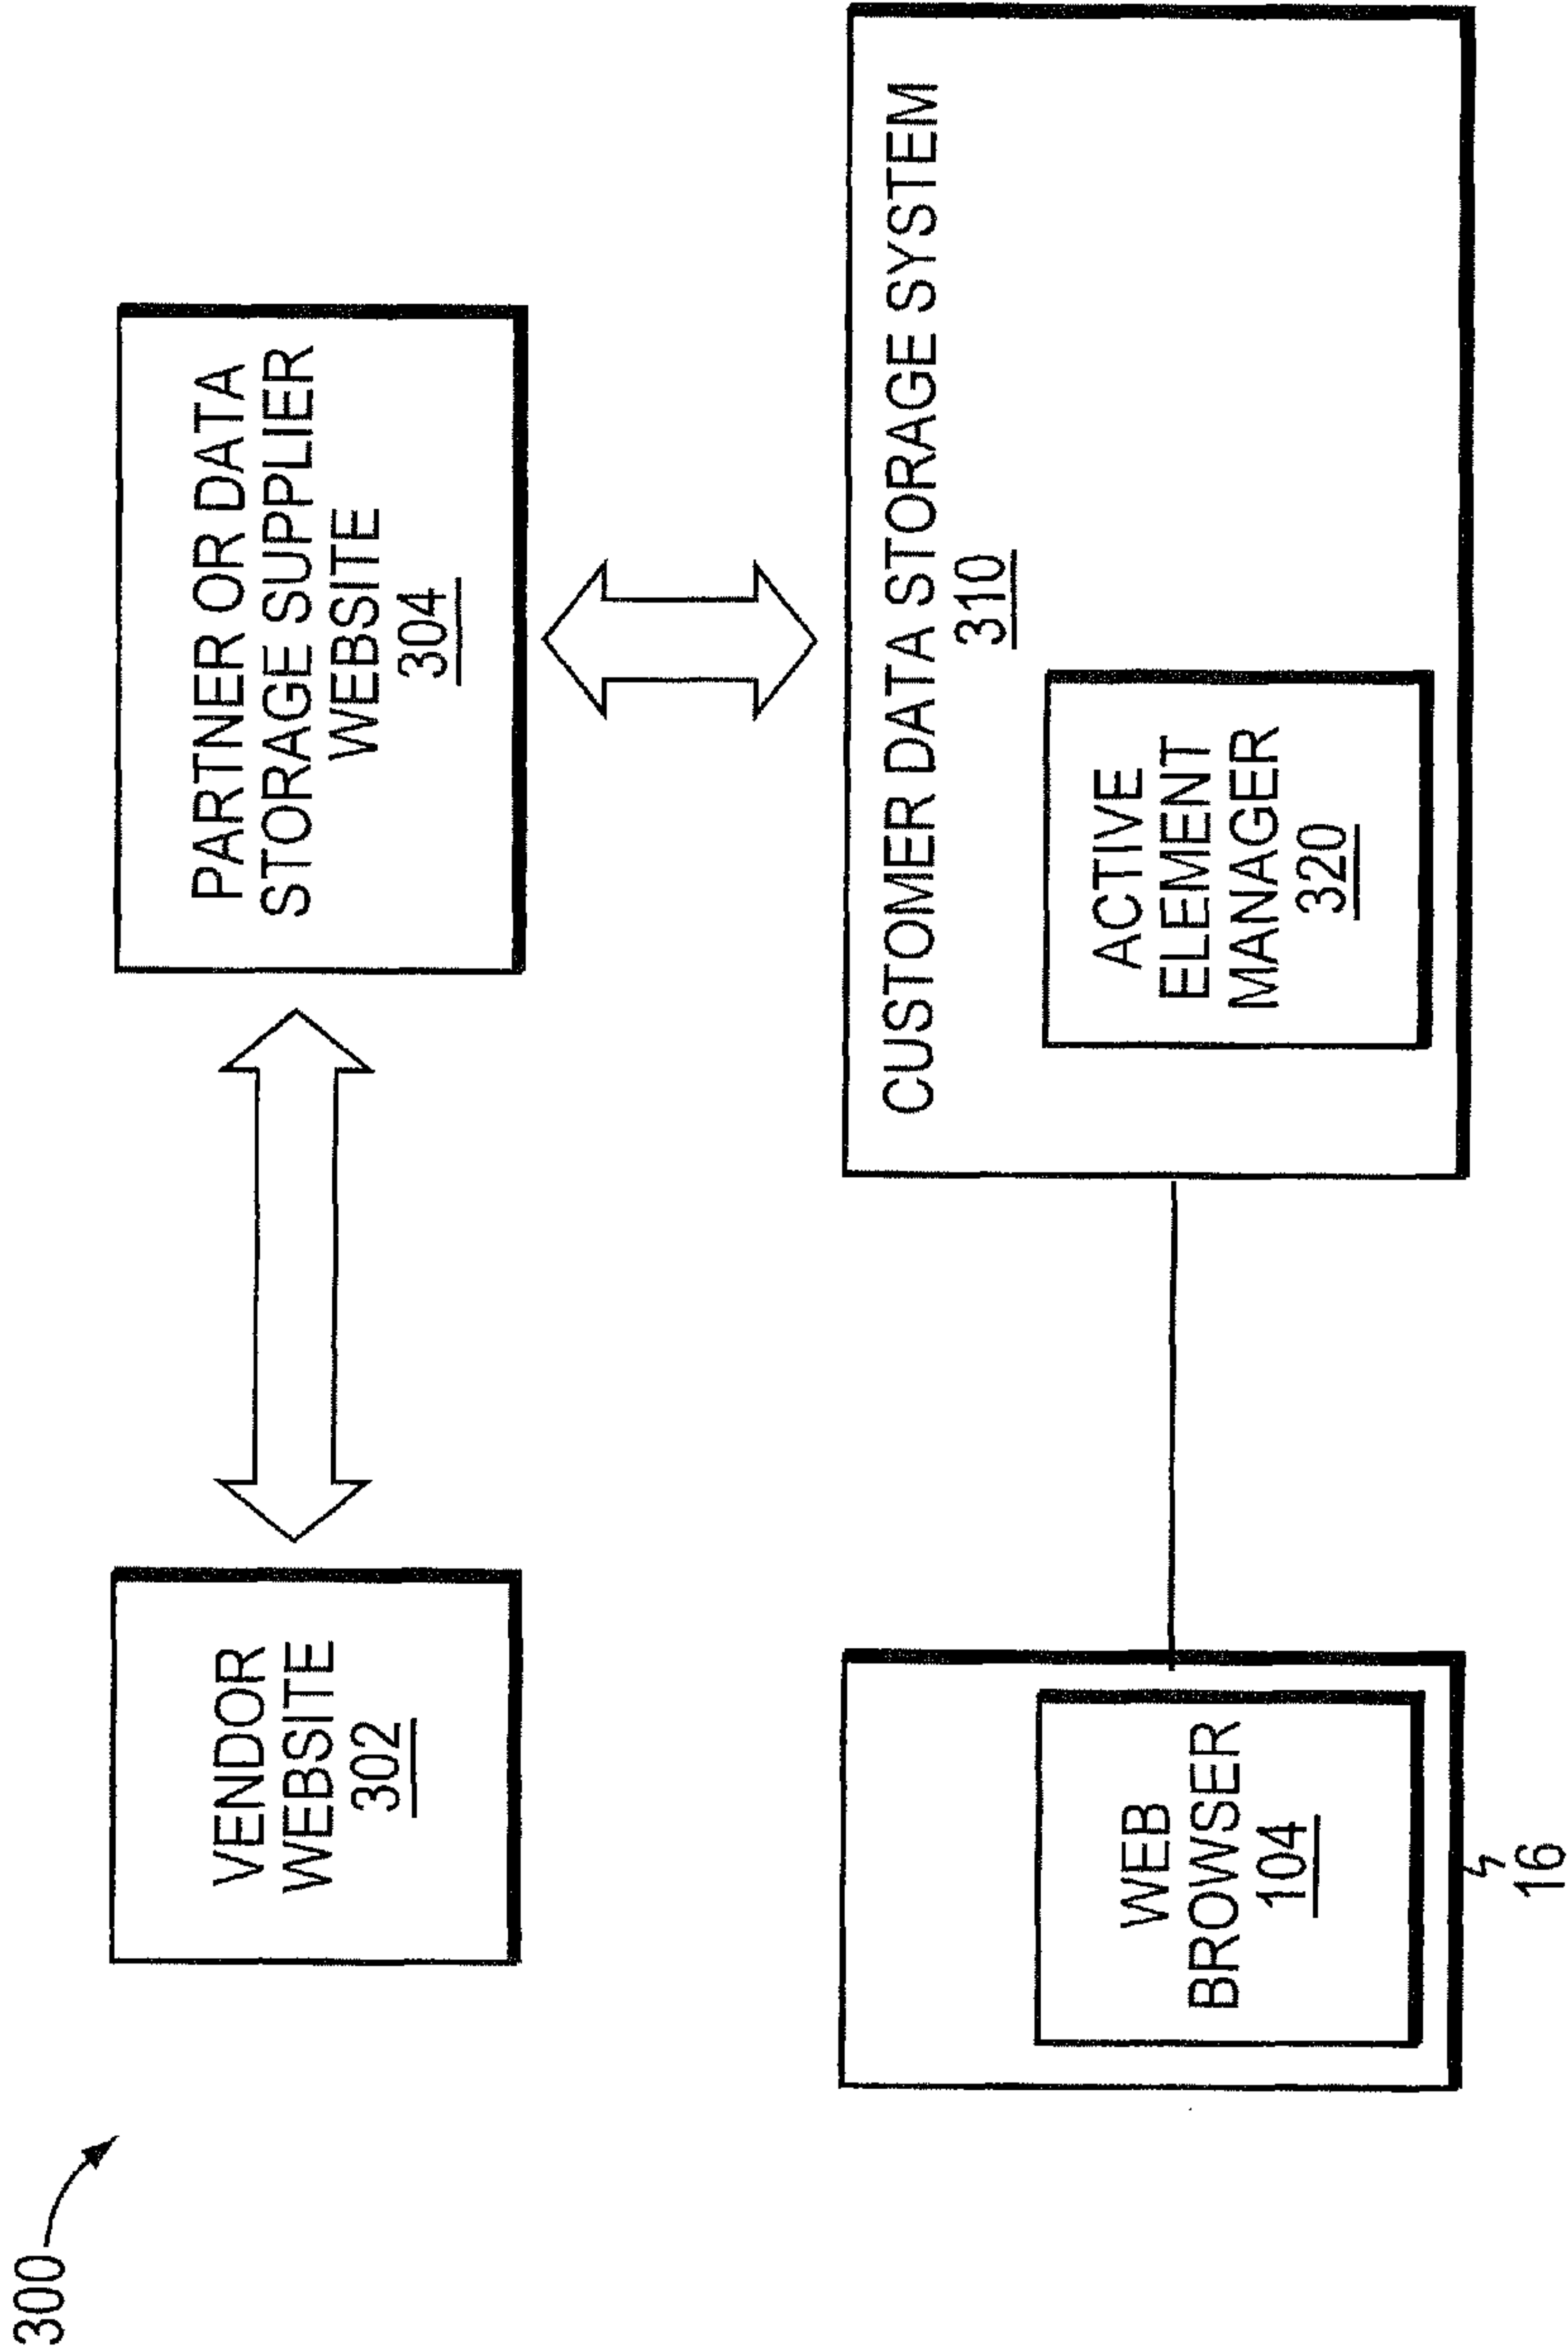 300
VENDOR
WEBSITE
302
PARTNER OR DATA
STORAGE SUPPLIER
WEBSITE
304
WEB
BROWSER
104
16
CUSTOMER DATA STORAGE SYSTEM
310
ACTIVE
ELEMENT
MANAGER
320